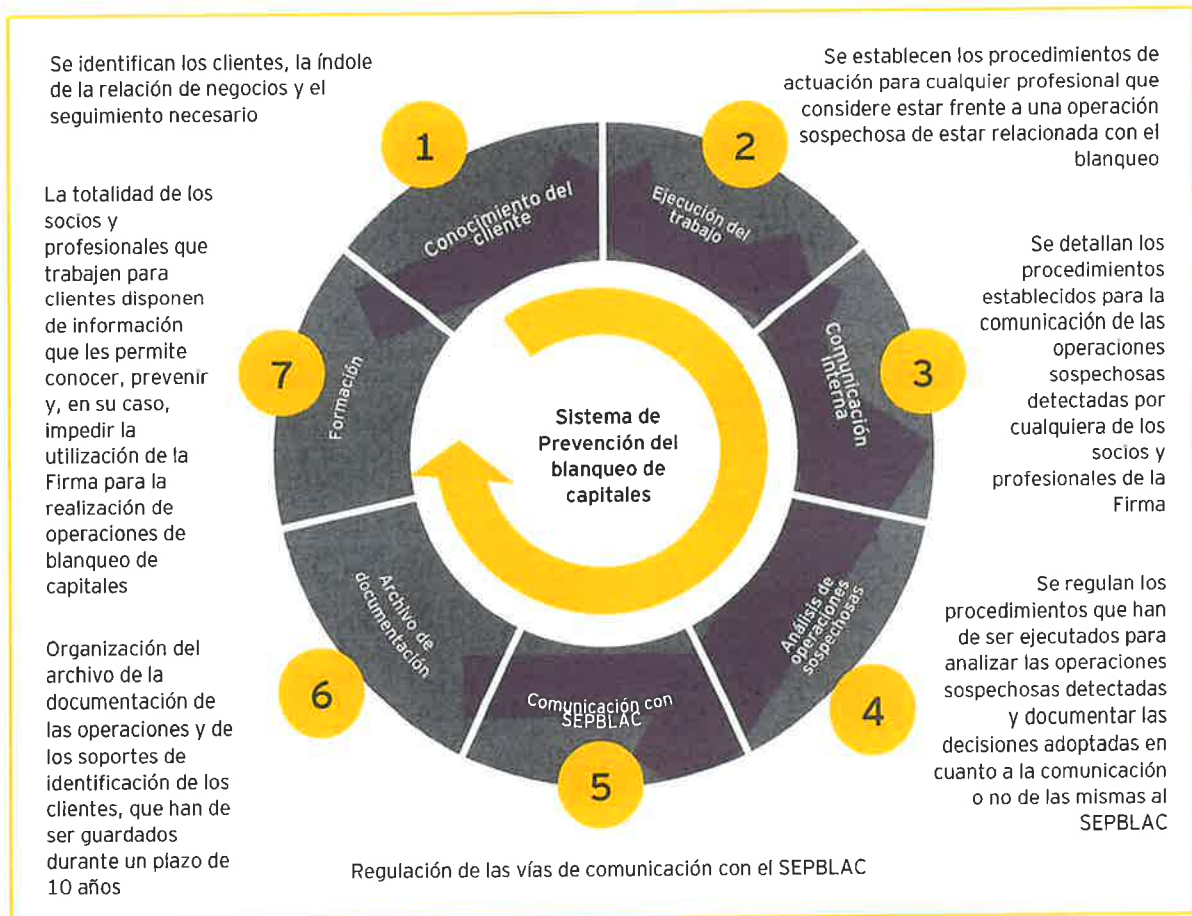 Se identifican los clientes, la índole
de la relación de negocios y el
seguimiento necesario
1
Conocimiento del
cliente
Se establecen los procedimientos de
actuación para cualquier profesional que
considere estar frente a una operación
sospechosa de estar relacionada con el
blanqueo
2
Ejecución del
trabajo
Se detallan los
procedimientos
establecidos para la
comunicación de las
operaciones
sospechosas
detectadas por
cualquiera de los
socios y
profesionales de la
Firma
3
Comunicación
interna
Se regulan los
procedimientos que han
de ser ejecutados para
analizar las operaciones
sospechosas detectadas
y documentar las
decisiones adoptadas en
cuanto a la comunicación
o no de las mismas al
SEPBLAC
4
Análisis de
operaciones
sospechosas
Comunicación con
SEPBLAC
5
Regulación de las vías de comunicación con el SEPBLAC
Archivo de
documentación
6
Organización del
archivo de la
documentación de
las operaciones y de
los soportes de
identificación de los
clientes, que han de
ser guardados
durante un plazo de
10 años
Formación
7
La totalidad de los
socios y
profesionales que
trabajen para
clientes disponen
de información
que les permite
conocer, prevenir
y, en su caso,
impedir la
utilización de la
Firma para la
realización de
operaciones de
blanqueo de
capitales
Sistema de
Prevención del
blanqueo de
capitales